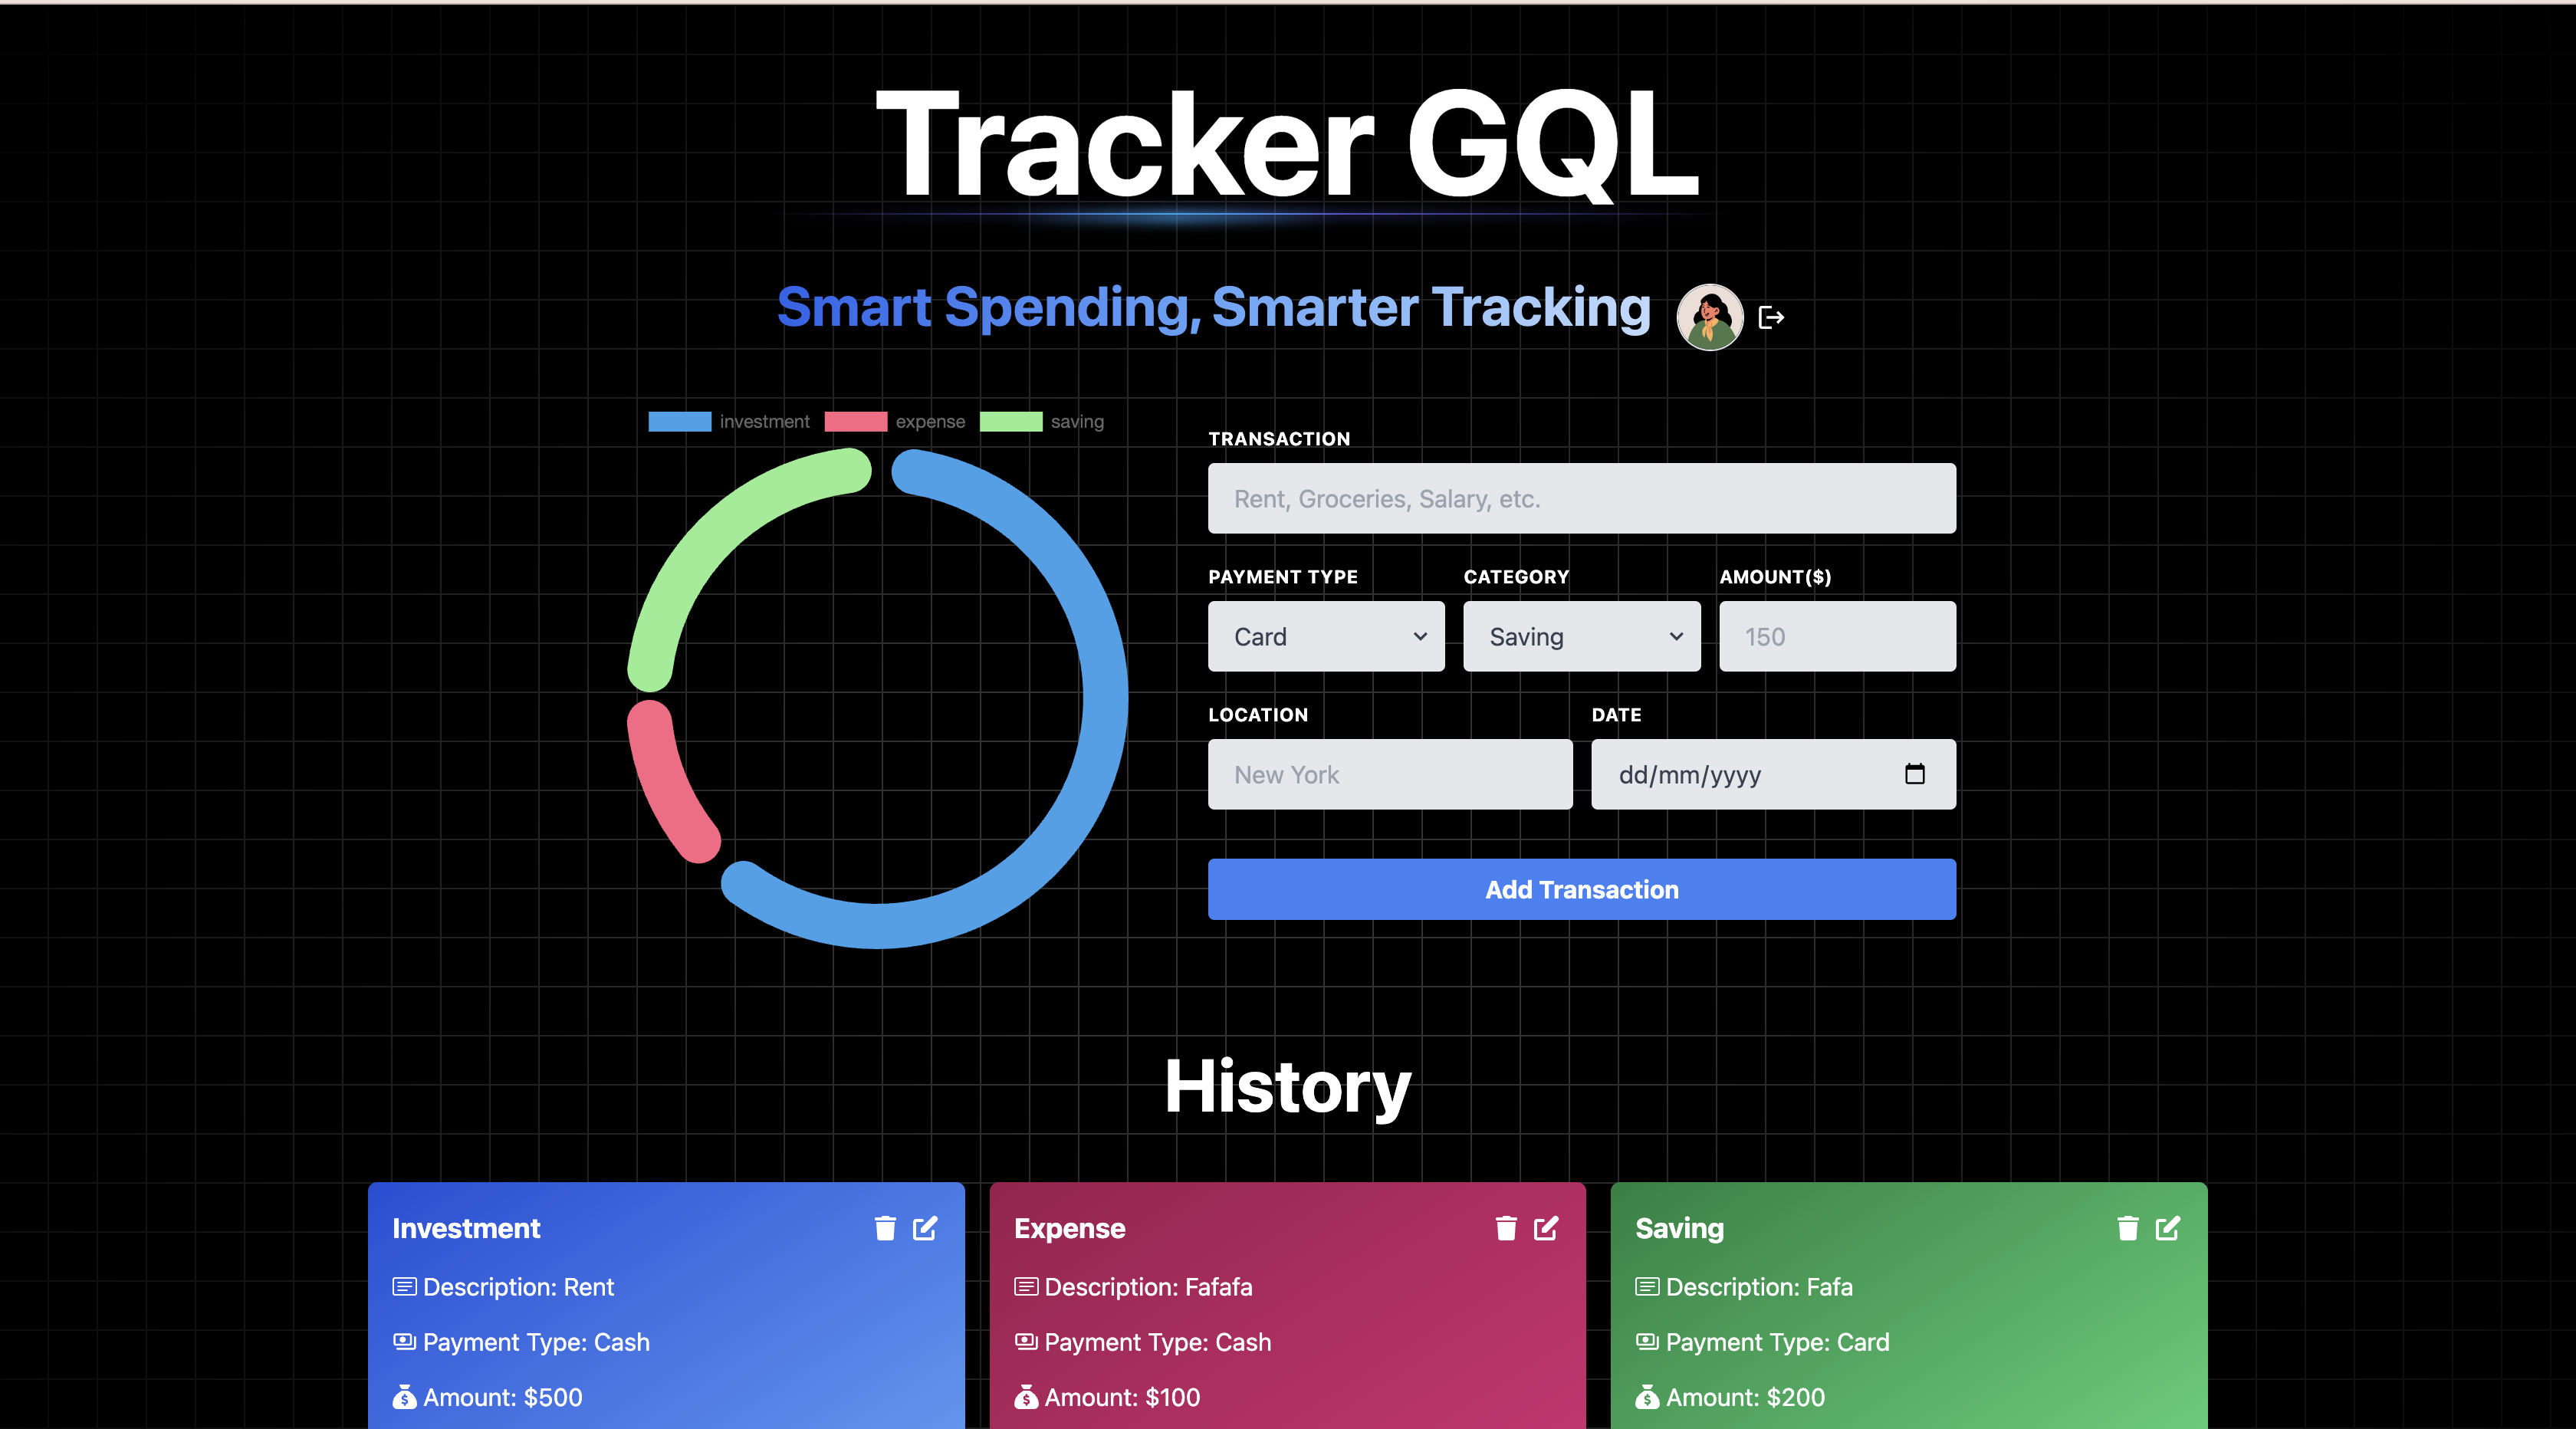 Tracker GQL
Smart Spending, Smarter Tracking
investment expense saving
TRANSACTION
Rent, Groceries, Salary, etc.
PAYMENT TYPE CATEGORY AMOUNT($)
Card Saving 150
LOCATION DATE
New York dd/mm/yyyy
Add Transaction
History
Investment
Description: Rent
Payment Type: Cash
Amount: $500
Expense
Description: Fafafa
Payment Type: Cash
Amount: $100
Saving
Description: Fafa
Payment Type: Card
Amount: $200